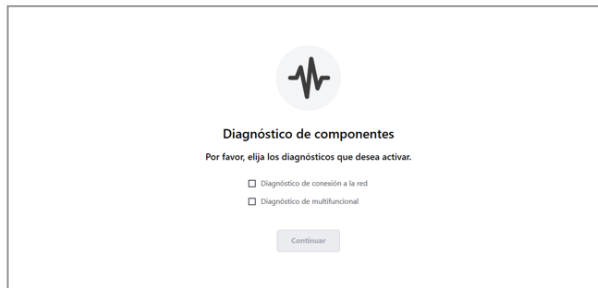 Diagnóstico de componentes
Por favor, elija los diagnósticos que desea activar.
Diagnóstico de conexión a la red
Diagnóstico de multifuncional
Continuar